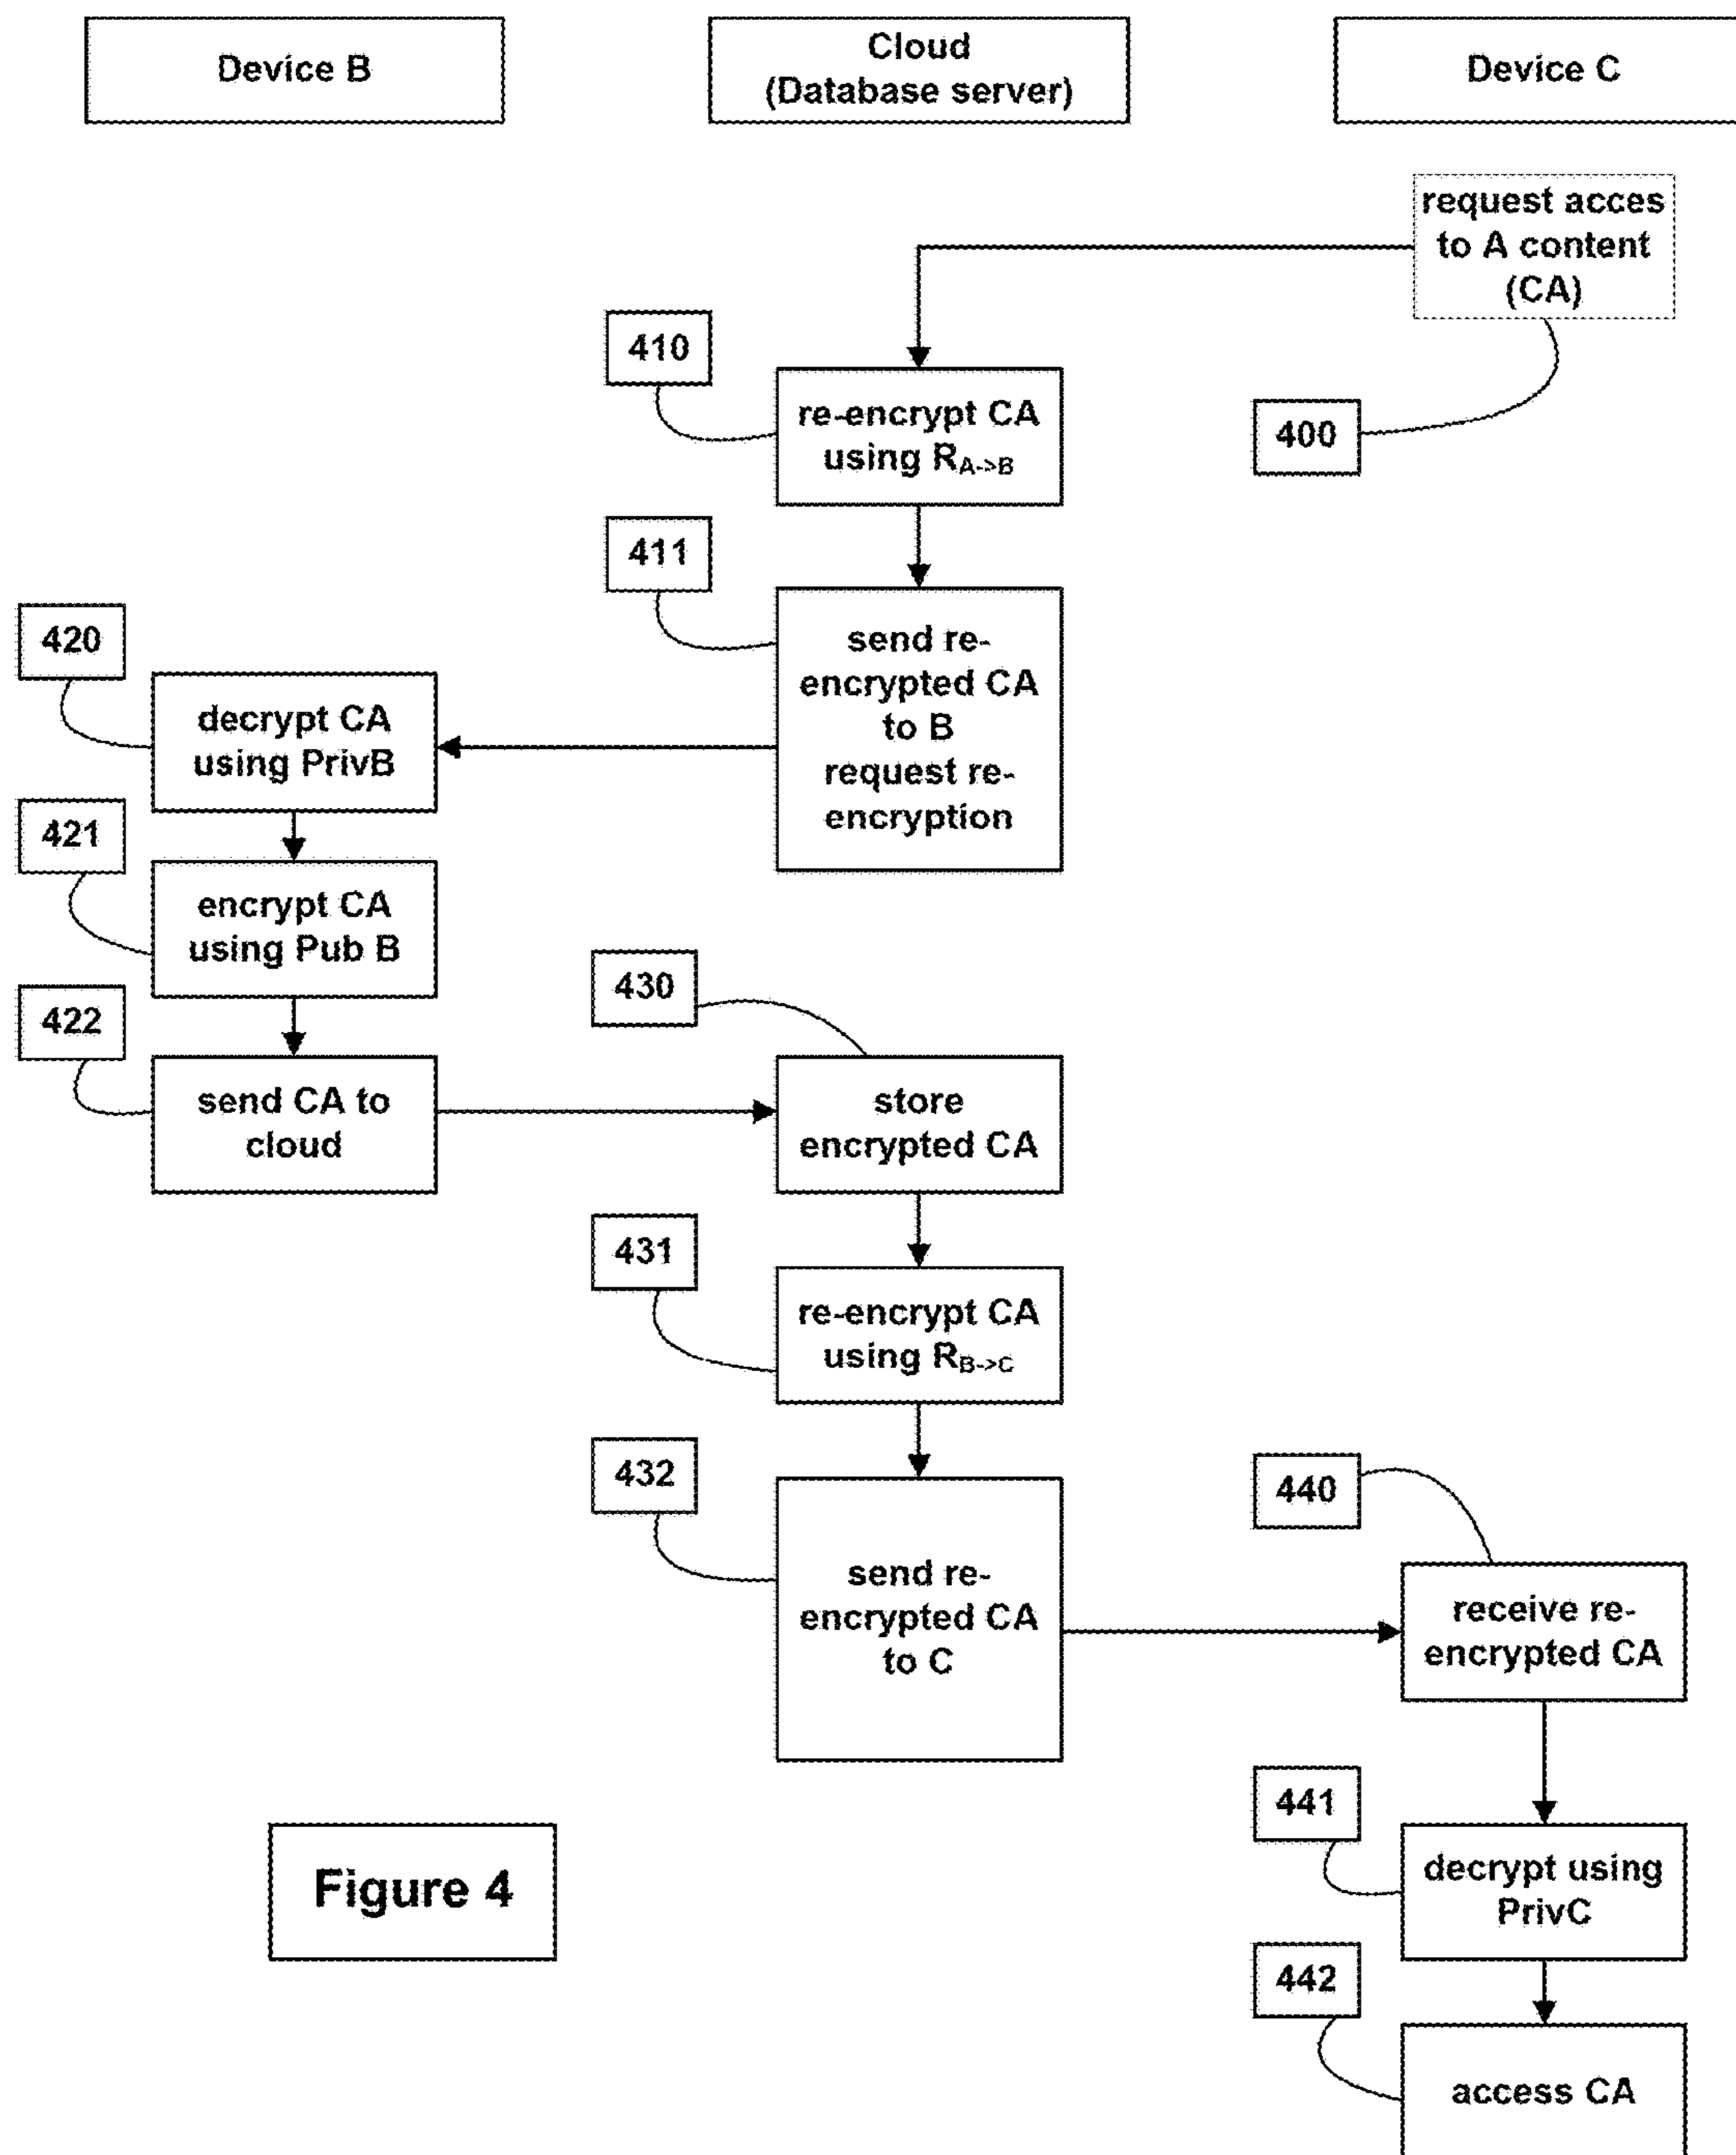 Device B
Cloud
(Database server)
Device C
request acces
to A content
(CA)
400
410
re-encrypt CA
using RA->B
411
send re-
encrypted CA
to B
request re-
encryption
420
decrypt CA
using PrivB
421
encrypt CA
using Pub B
422
send CA to
cloud
430
store
encrypted CA
431
re-encrypt CA
using RB->C
432
send re-
encrypted CA
to C
440
receive re-
encrypted CA
441
decrypt using
PrivC
442
access CA
Figure 4